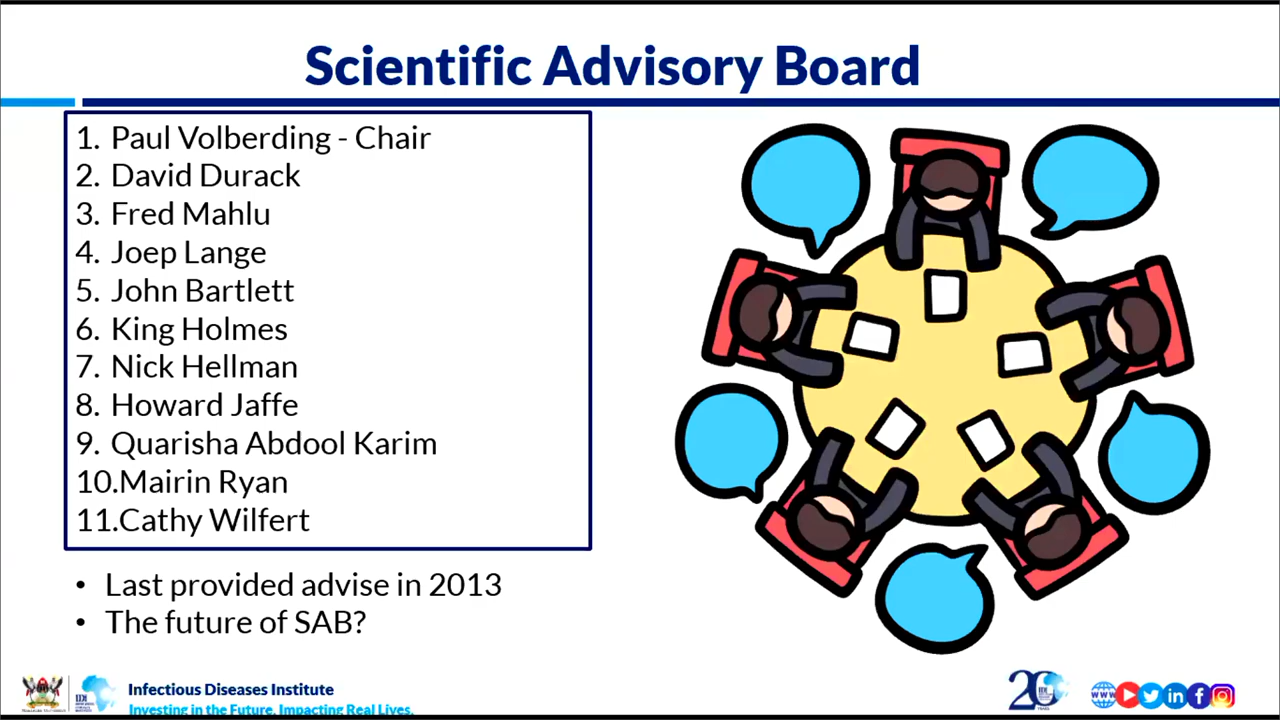 Scientific Advisory Board
1. Paul Volberding - Chair
2. David Durack
3. Fred Mahlu
4. Joep Lange
5. John Bartlett
6. King Holmes
7. Nick Hellman
8. Howard Jaffe
9. Quarisha Abdool Karim
10.Mairin Ryan
11.Cathy Wilfert
• Last provided advise in 2013
• The future of SAB?
Infectious Diseases Institute
Investing in the Future. Impacting Real Lives.
20